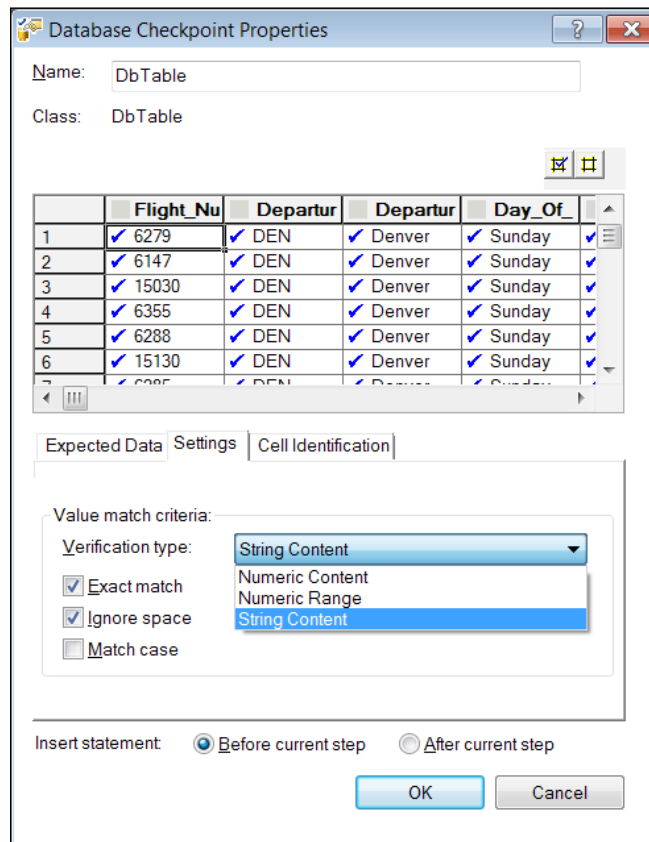 Database Checkpoint Properties
Name: DbTable
Class: DbTable
Flight_Nu Departur Departur Day_Of_
1 6279 DEN Denver Sunday
2 6147 DEN Denver Sunday
3 15030 DEN Denver Sunday
4 6355 DEN Denver Sunday
5 6288 DEN Denver Sunday
6 15130 DEN Denver Sunday
Expected Data Settings Cell Identification
Value match criteria:
Verification type: String Content
Numeric Content
Exact match
Numeric Range
Ignore space String Content
Match case
Insert statement: Before current step After current step
OK Cancel